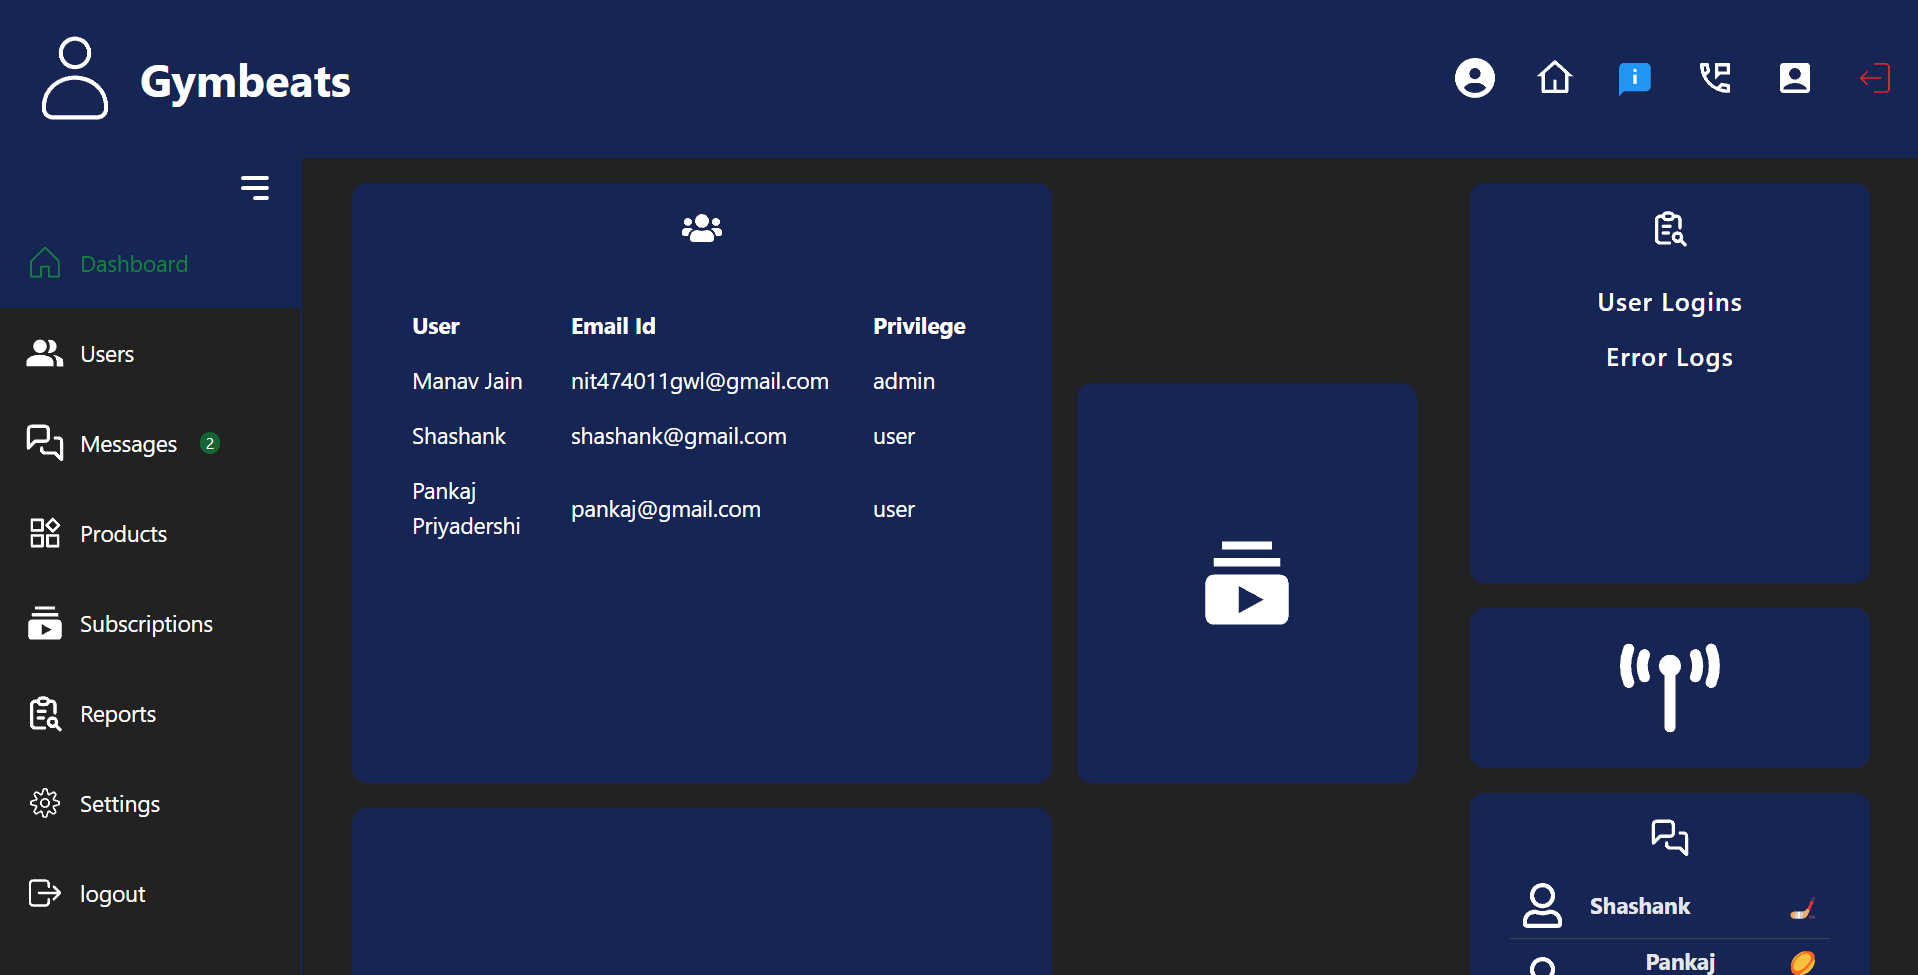 Gymbeats
Dashboard
Users
Messages 2
Products
Subscriptions
Reports
Settings
logout
User Email Id Privilege
Manav Jain nit474011gwl@gmail.com admin
Shashank shashank@gmail.com user
Pankaj
Priyadershi pankaj@gmail.com user
User Logins
Error Logs
Shashank
Pankaj